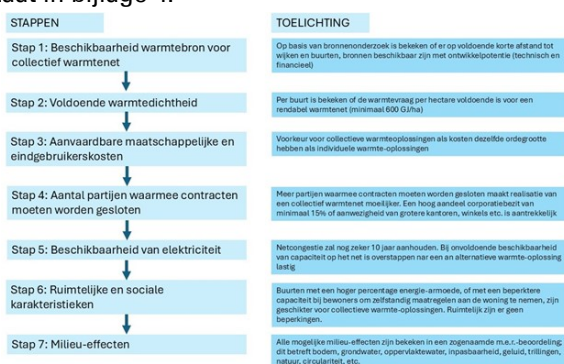 STAPPEN
Stap 1: Beschikbaarheid warmtebron voor
collectief warmtenet
Stap 2: Voldoende warmtedichtheid
Stap 3: Aanvaardbare maatschappelijke en
eindgebruikerskosten
Stap 4: Aantal partijen waarmee contracten
moeten worden gesloten
Stap 5: Beschikbaarheid van elektriciteit
Stap 6: Ruimtelijke en sociale
karakteristieken
Stap 7: Milieu-effecten
TOELICHTING
Op basis van bronnenonderzoek is bekeken of er op voldoende korte afstand tot
wijken en buurten, bronnen beschikbaar zijn met ontwikkelpotentie (technisch en
financieel)
Per buurt is bekeken of de warmtevraag per hectare voldoende is voor een
rendabel warmtenet (minimaal 600 GJ/ha)
Voorkeur voor collectieve warmteoplossingen als kosten dezelfde ordegrootte
hebben als individuele warmte-oplossingen
Meer partijen waarmee contracten moeten worden gesloten maakt realisatie van
een collectief warmtenet moeilijker. Een hoog aandeel corporatiebezit van
minimaal 15% of aanwezigheid van grotere kantoren, winkels etc. is aantrekkelijk
Netcongestie zal nog zeker 10 jaar aanhouden. Bij onvoldoende beschikbaarheid
van capaciteit op het net is overstappen nar een an alternatieve warmte-oplossing
lastig
Buurten met een hoger percentage energie-armoede, of met een beperktere
capaciteit bij bewoners om zelfstandig maatregelen aan de woning te nemen, zijn
geschikter voor collectieve warmte-oplossingen. Ruimtelijk zijn er geen
beperkingen.
Alle mogelijke milieu-effecten zijn bekeken in een zogenaamde m.e.r.-beoordeling;
dit betreft bodem, grondwater, oppervlaktewater, inpasbaarheid, geluid, trillingen,
natuur, circulariteit, etc.